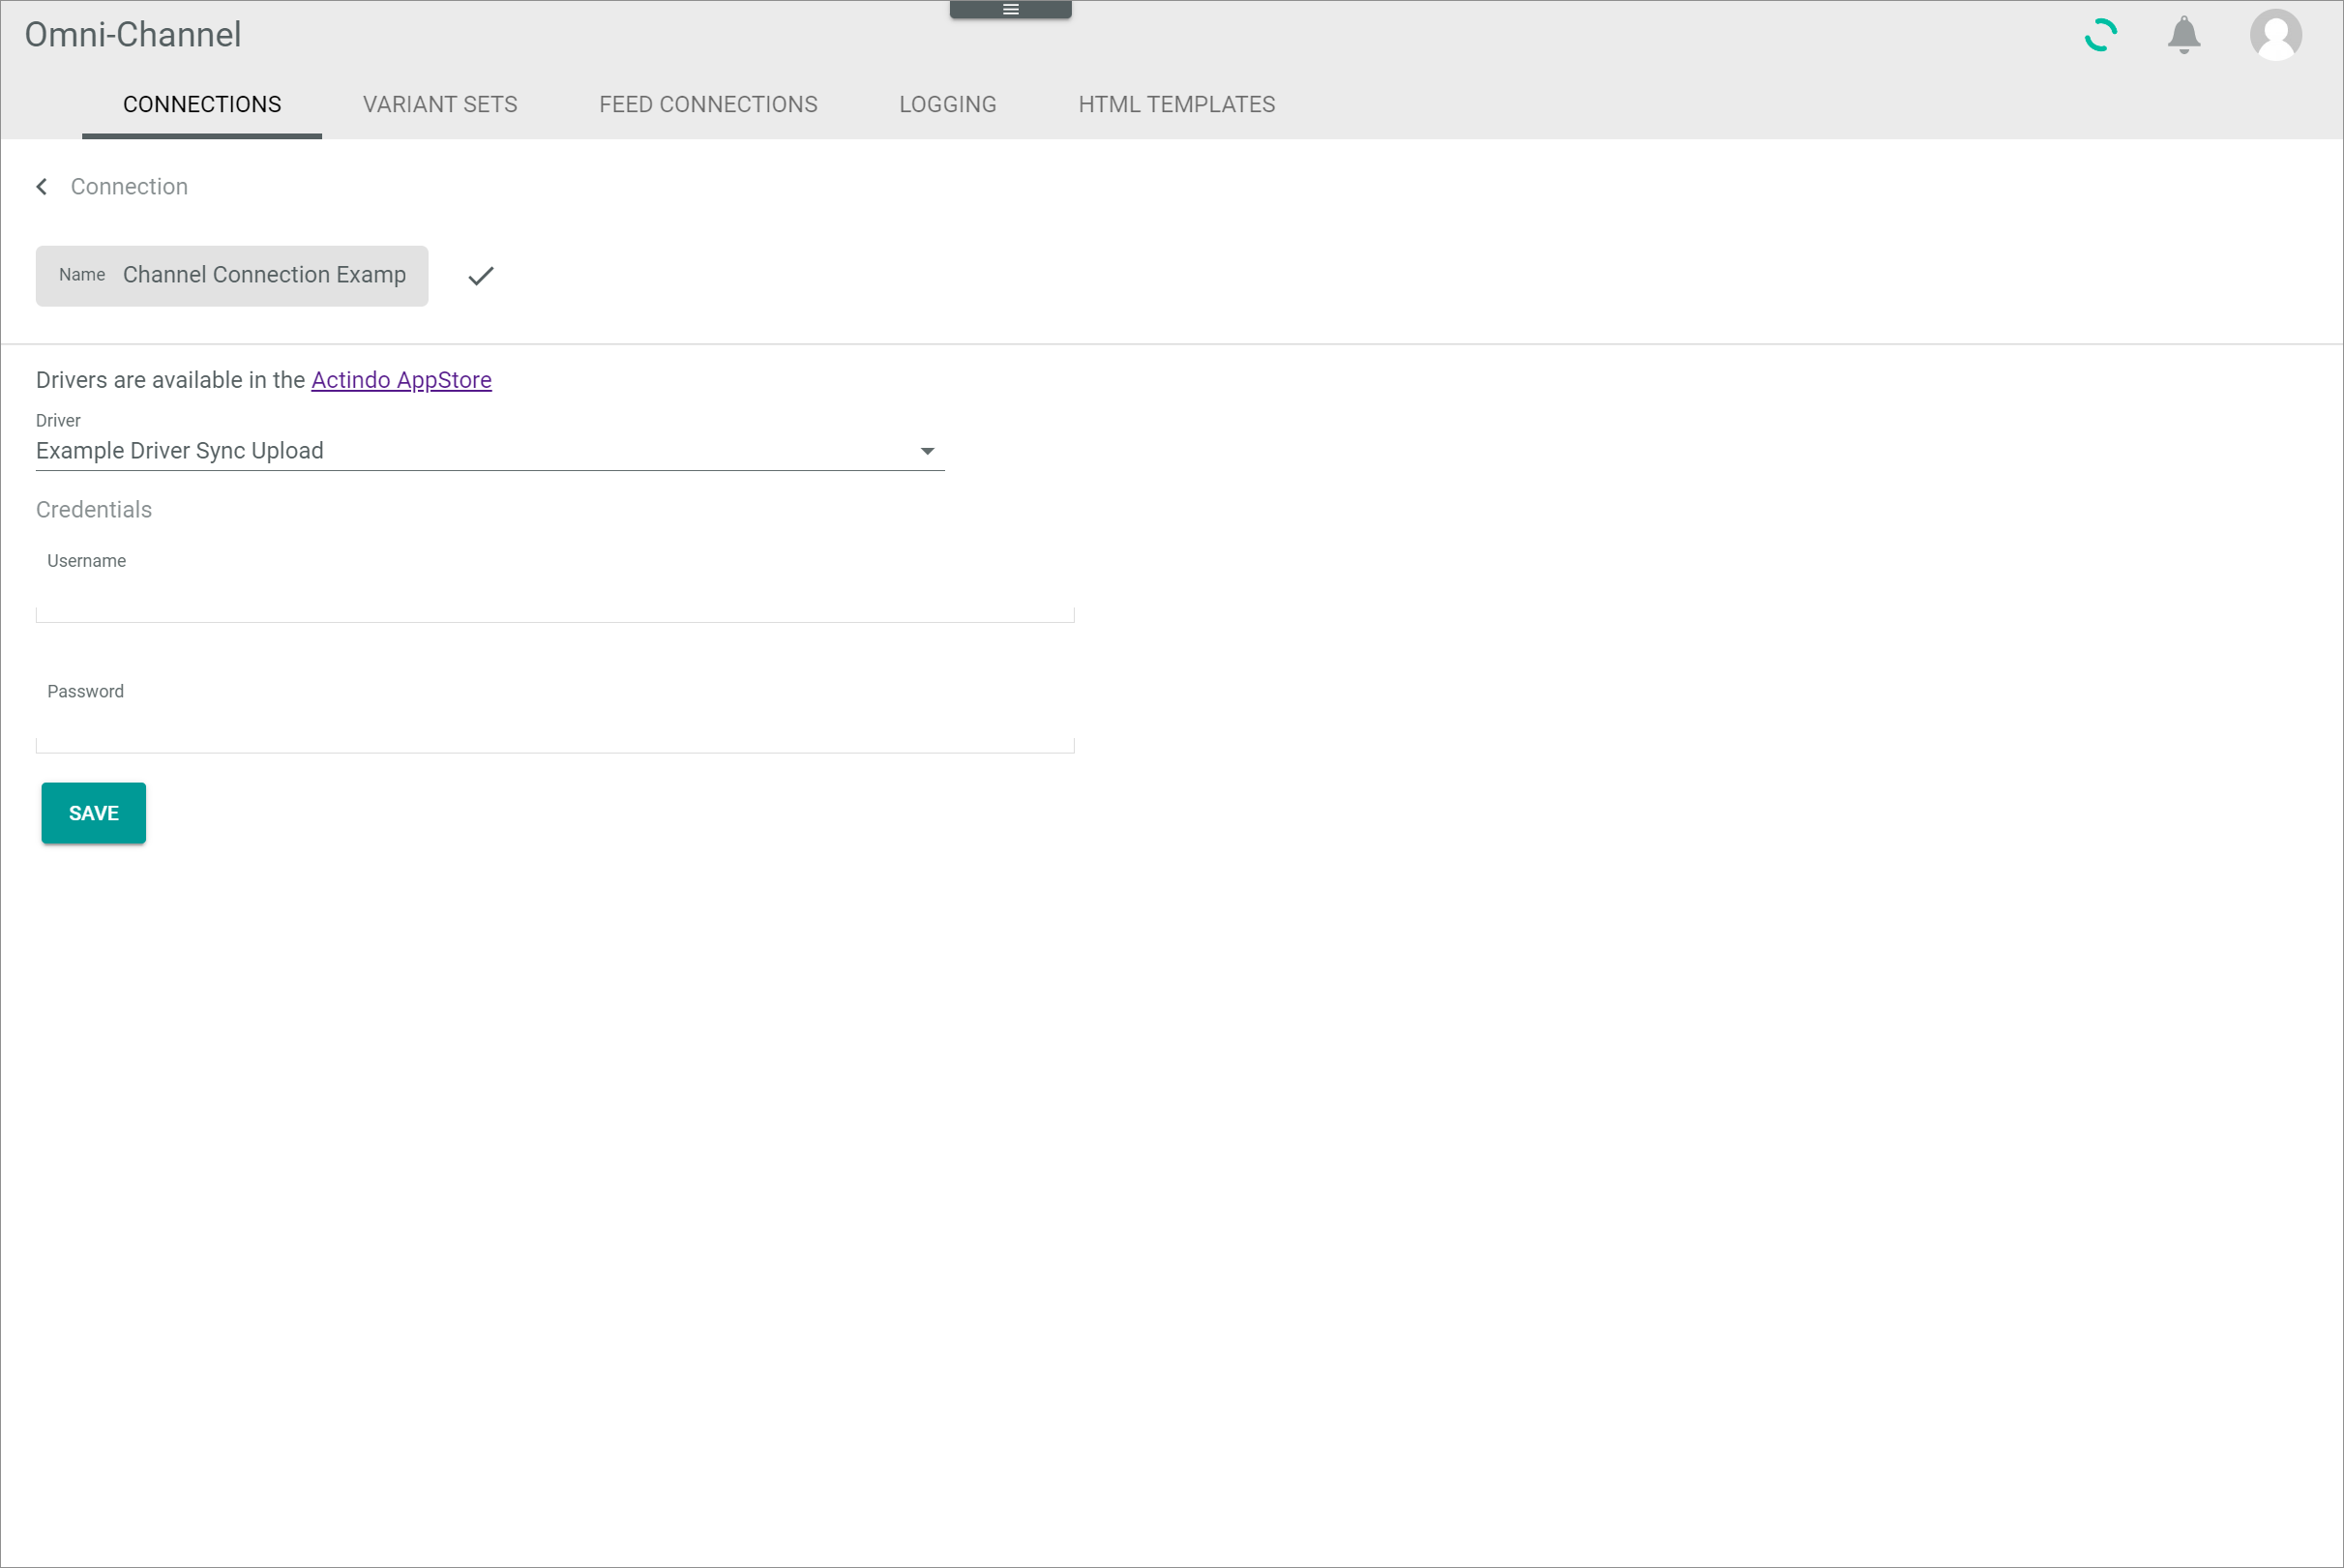 Omni-Channel
CONNECTIONS VARIANT SETS FEED CONNECTIONS LOGGING HTML TEMPLATES
Connection
Name Channel Connection Examp
Drivers are available in the Actindo AppStore
Driver
Example Driver Sync Upload
Credentials
Username
Password
SAVE